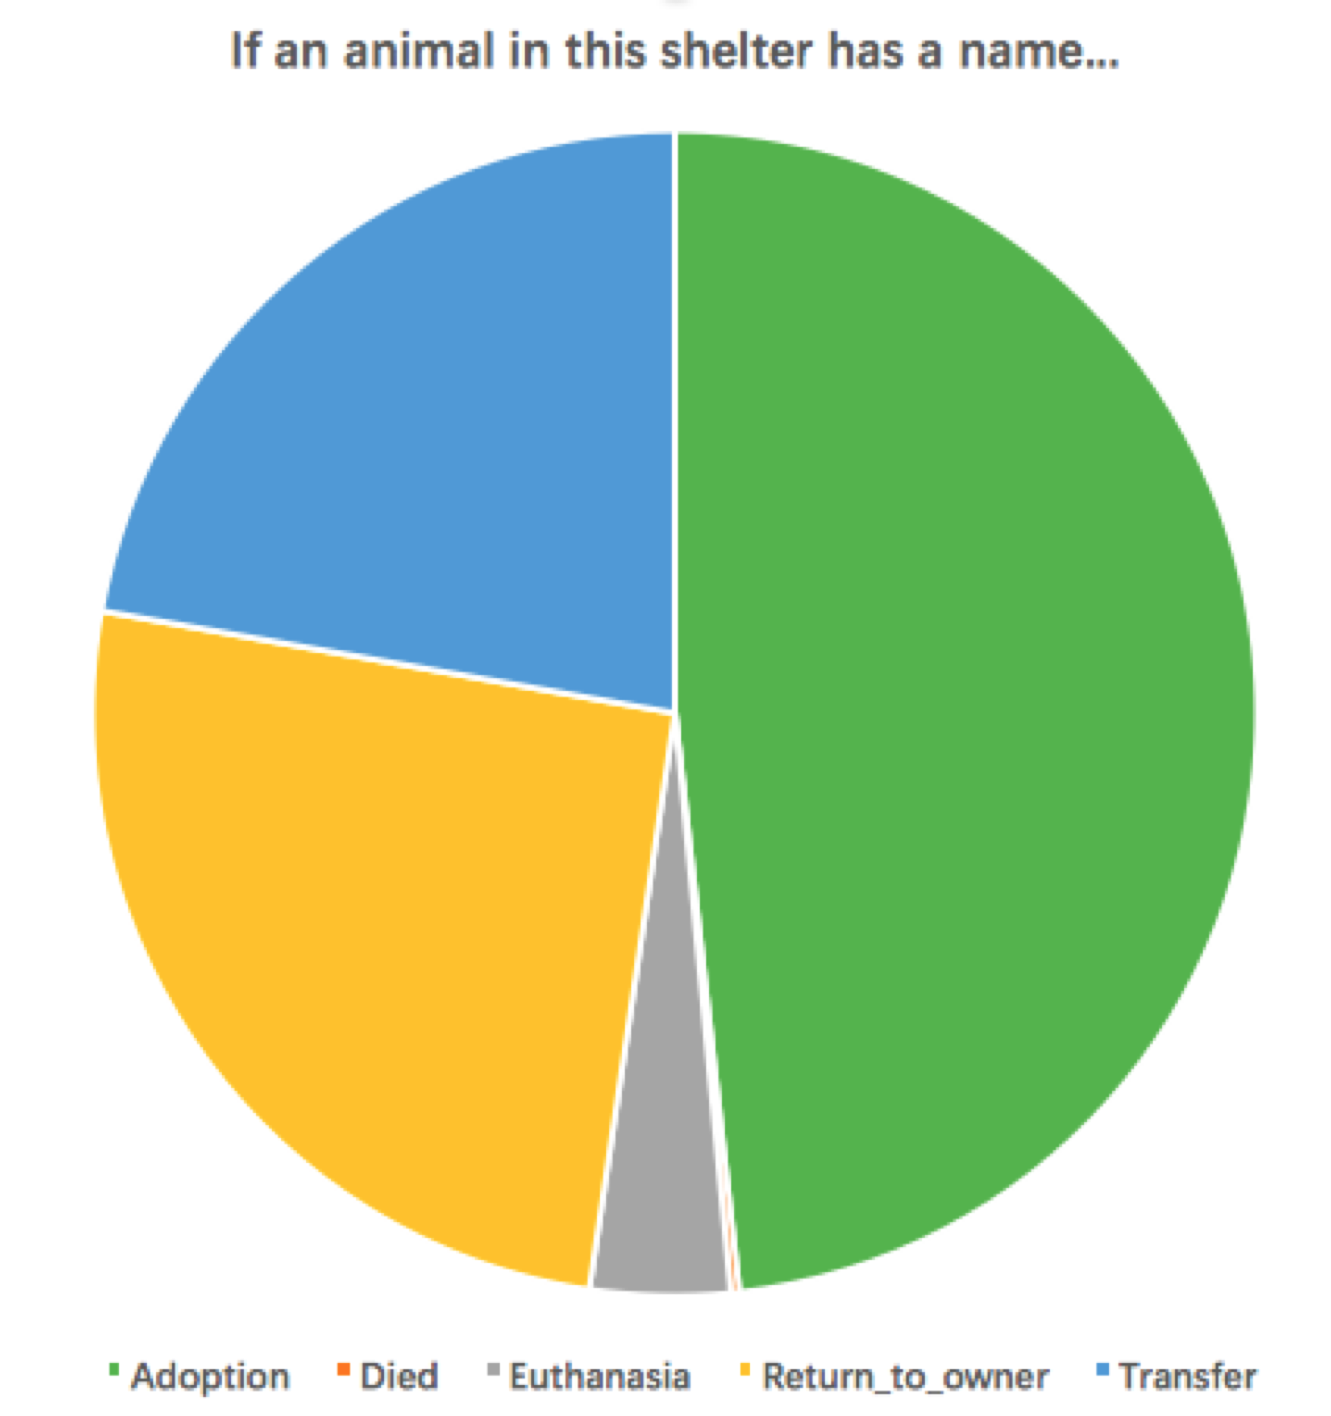 If an animal in this shelter has a name...
Adoption Died Euthanasia Return_to_owner Transfer